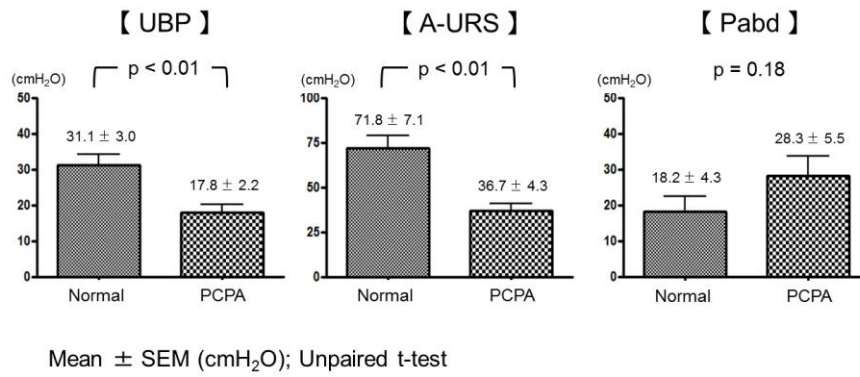 【 UBP 】
(cmH₂O)
p < 0.01
50
40
30
20
10
0
31.1 ± 3.0
17.8 ± 2.2
Normal
PCPA
【 A-URS 】
(cmH₂O)
p < 0.01
100
75
50
25
0
71.8 ± 7.1
36.7 ± 4.3
Normal
PCPA
【 Pabd 】
(cmH₂O)
p = 0.18
50
40
30
20
10
0
18.2 ± 4.3
28.3 ± 5.5
Normal
PCPA
Mean ± SEM (cmH₂O); Unpaired t-test